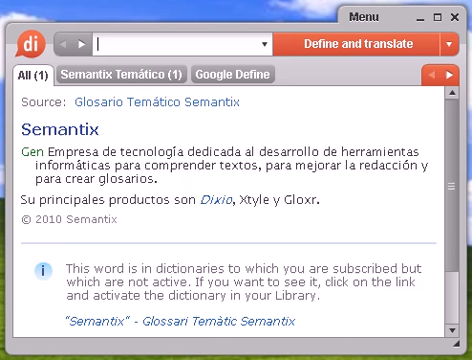 Menu
di
Define and translate
All (1)
Semantix Temático (1)
Google Define
Source: Glosario Temático Semantix
Semantix
Gen Empresa de tecnología dedicada al desarrollo de herramientas
informáticas para comprender textos, para mejorar la redacción y
para crear glosarios.
Su principales productos son Dixio, Xtyle y Gloxr.
© 2010 Semantix
i
This word is in dictionaries to which you are subscribed but
which are not active. If you want to see it, click on the link
and activate the dictionary in your Library.
"Semantix" - Glossari Temàtic Semantix